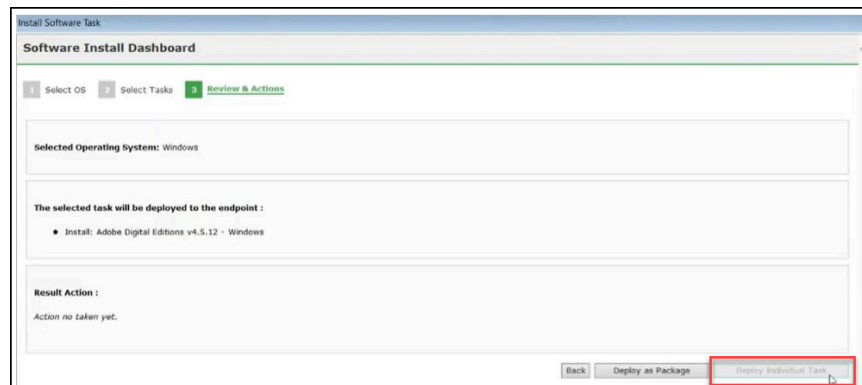 Install Software Task
Software Install Dashboard
1 Select OS 2 Select Tasks 3 Review & Actions
Selected Operating System: Windows
The selected task will be deployed to the endpoint :
Install: Adobe Digital Editions v4.5.12 - Windows
Result Action :
Action no taken yet.
Back Deploy as Package Deploy Individual Task